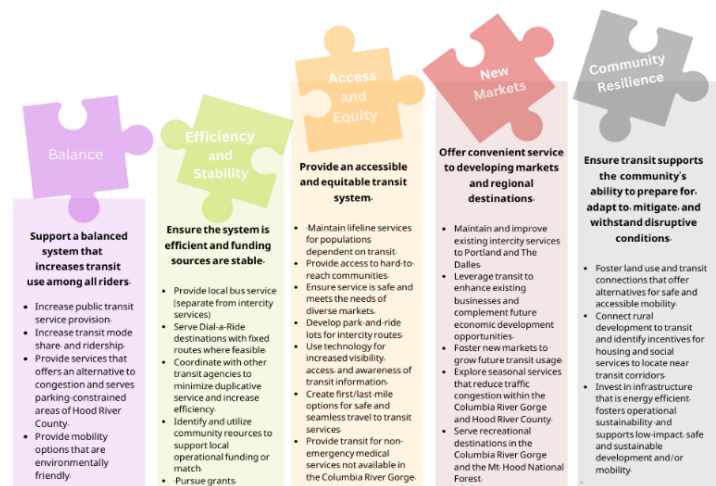 Balance
Support a balanced
system that
increases transit
use among all riders.
• Increase public transit
service provision.
• Increase transit mode
share and ridership.
• Provide services that
offers an alternative to
congestion and serves
parking-constrained
areas of Hood River
County.
• Provide mobility
options that are
environmentally
friendly.
Efficiency
and
Stability
Ensure the system is
efficient and funding
sources are stable.
• Provide local bus service
(separate from intercity
services)
• Serve Dial-a-Ride
destinations with fixed
routes where feasible.
• Coordinate with other
transit agencies to
minimize duplicative
service and increase
efficiency.
• Identify and utilize
community reources to
support local
operational funding or
match.
• Pursue grants.
Access
and
Equity
Provide an accessible
and equitable transit
system.
• Maintain lifeline services
for populations
dependent on transit.
• Provide access to hard-to-
reach communities.
• Ensure service is safe and
meets the needs of
diverse markets.
• Develop park-and-ride
lots for intercity routes.
• Use technology for
increased visibility,
access, and awareness of
transit information.
• Create first/last-mile
options for safe and
seamless travel to transit
services.
• Provide transit for non-
emergency medical
services not available in
the Columbia River Gorge.
New
Markets
Offer convenient service
to developing markets
and regional
destinations.
• Maintain and improve
existing intercity services
to Portland and The
Dalles.
• Leverage transit to
enhance existing
businesses and
complement future
economic development
opportunities.
• Foster new markets to
grow future transit usage.
• Explore seasonal services
that reduce traffic
congestion within the
Columbia River Gorge
and Hood River County.
• Serve recreational
destinations in the
Columbia River Gorge
and the Mt. Hood National
Forest.
Community
Resilience
Ensure transit supports
the community's
ability to prepare for,
adapt to, mitigate, and
withstand disruptive
conditions.
• Foster land use and transit
connections that offer
alternatives for safe and
accessible mobility.
• Connect rural
development to transit
and identify incentives for
housing and social
services to locate near
transit corridors.
• Invest in infrastructure
that is energy efficient,
fosters operational
sustainability and
supports low-impact, safe
and sustainable
development and/or
mobility.